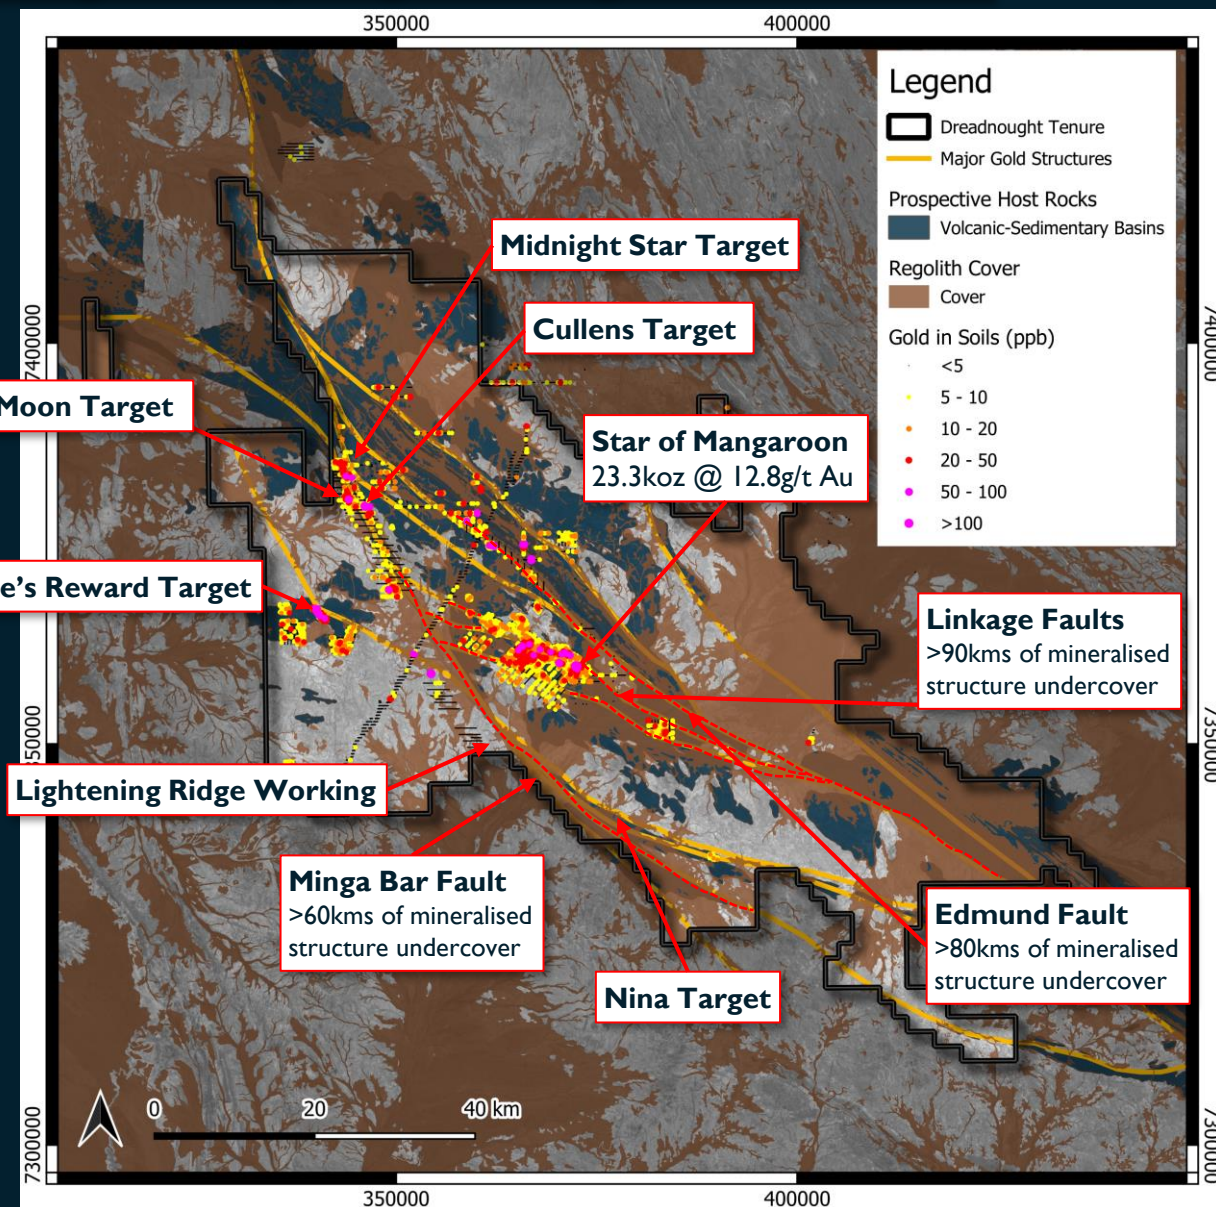 350000
400000
Legend
Dreadnought Tenure
Major Gold Structures
Prospective Host Rocks
Volcanic-Sedimentary Basins
Regolith Cover
Cover
Gold in Soils (ppb)
<5
5 - 10
10 - 20
20 - 50
50 - 100
>100
Midnight Star Target
Cullens Target
7400000
7400000
Moon Target
Star of Mangaroon
23.3koz @ 12.8g/t Au
e's Reward Target
Linkage Faults
>90kms of mineralised
structure undercover
7350000
Lightening Ridge Working
Minga Bar Fault
>60kms of mineralised
structure undercover
Edmund Fault
>80kms of mineralised
structure undercover
Nina Target
0
20
40 km
7300000
7300000
350000
400000